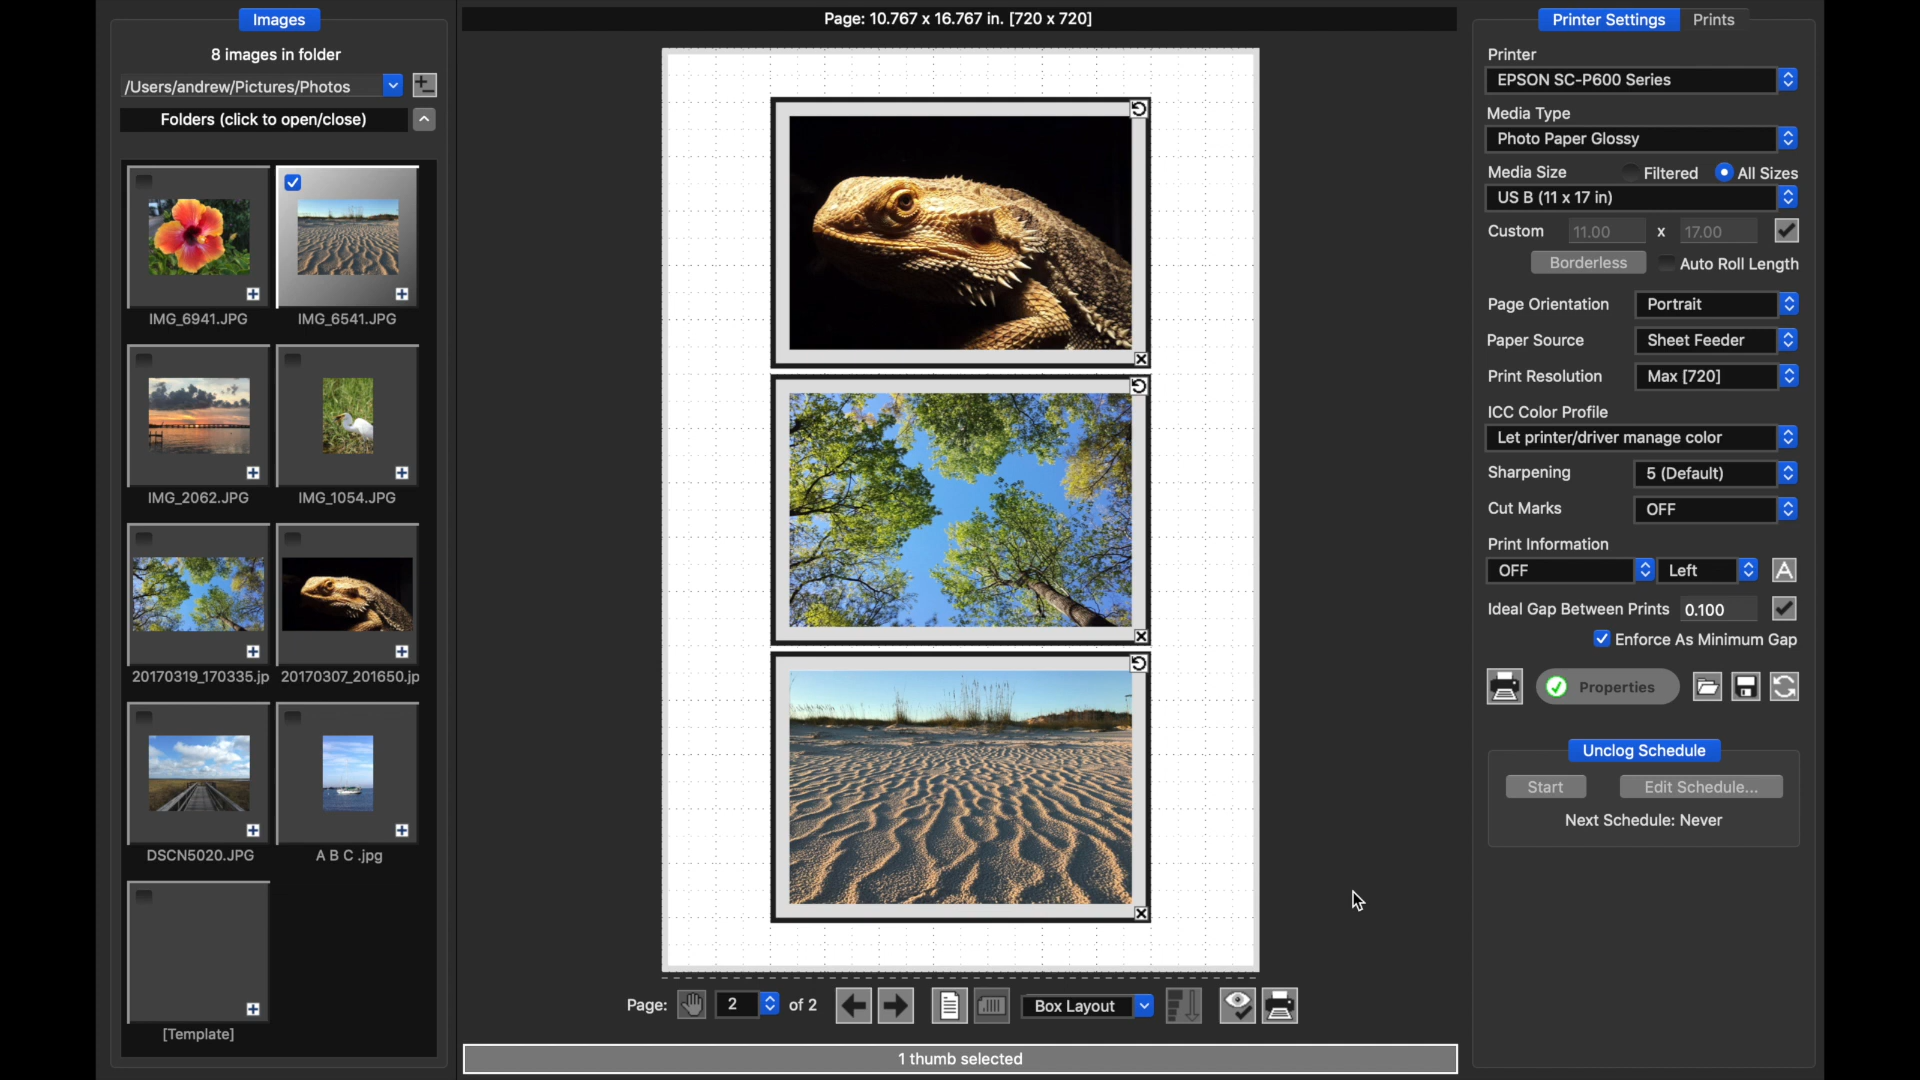 Images
8 images in folder
/Users/andrew/Pictures/Photos
Folders (click to open/close)
IMG_6941.JPG
IMG_6541.JPG
IMG_2062.JPG
IMG_1054.JPG
20170319_170335.jp
20170307_201650.jp
DSCN5020.JPG
A B C .jpg
[Template]
Page: 10.767 x 16.767 in. [720 x 720]
Page:
2
of 2
Box Layout
1 thumb selected
Printer Settings
Prints
Printer
EPSON SC-P600 Series
Media Type
Photo Paper Glossy
Media Size
Filtered
All Sizes
US B (11 x 17 in)
Custom
11.00
x
17.00
Borderless
Auto Roll Length
Page Orientation
Portrait
Paper Source
Sheet Feeder
Print Resolution
Max [720]
ICC Color Profile
Let printer/driver manage color
Sharpening
5 (Default)
Cut Marks
OFF
Print Information
OFF
Left
A
Ideal Gap Between Prints
0.100
Enforce As Minimum Gap
Properties
Unclog Schedule
Start
Edit Schedule...
Next Schedule: Never